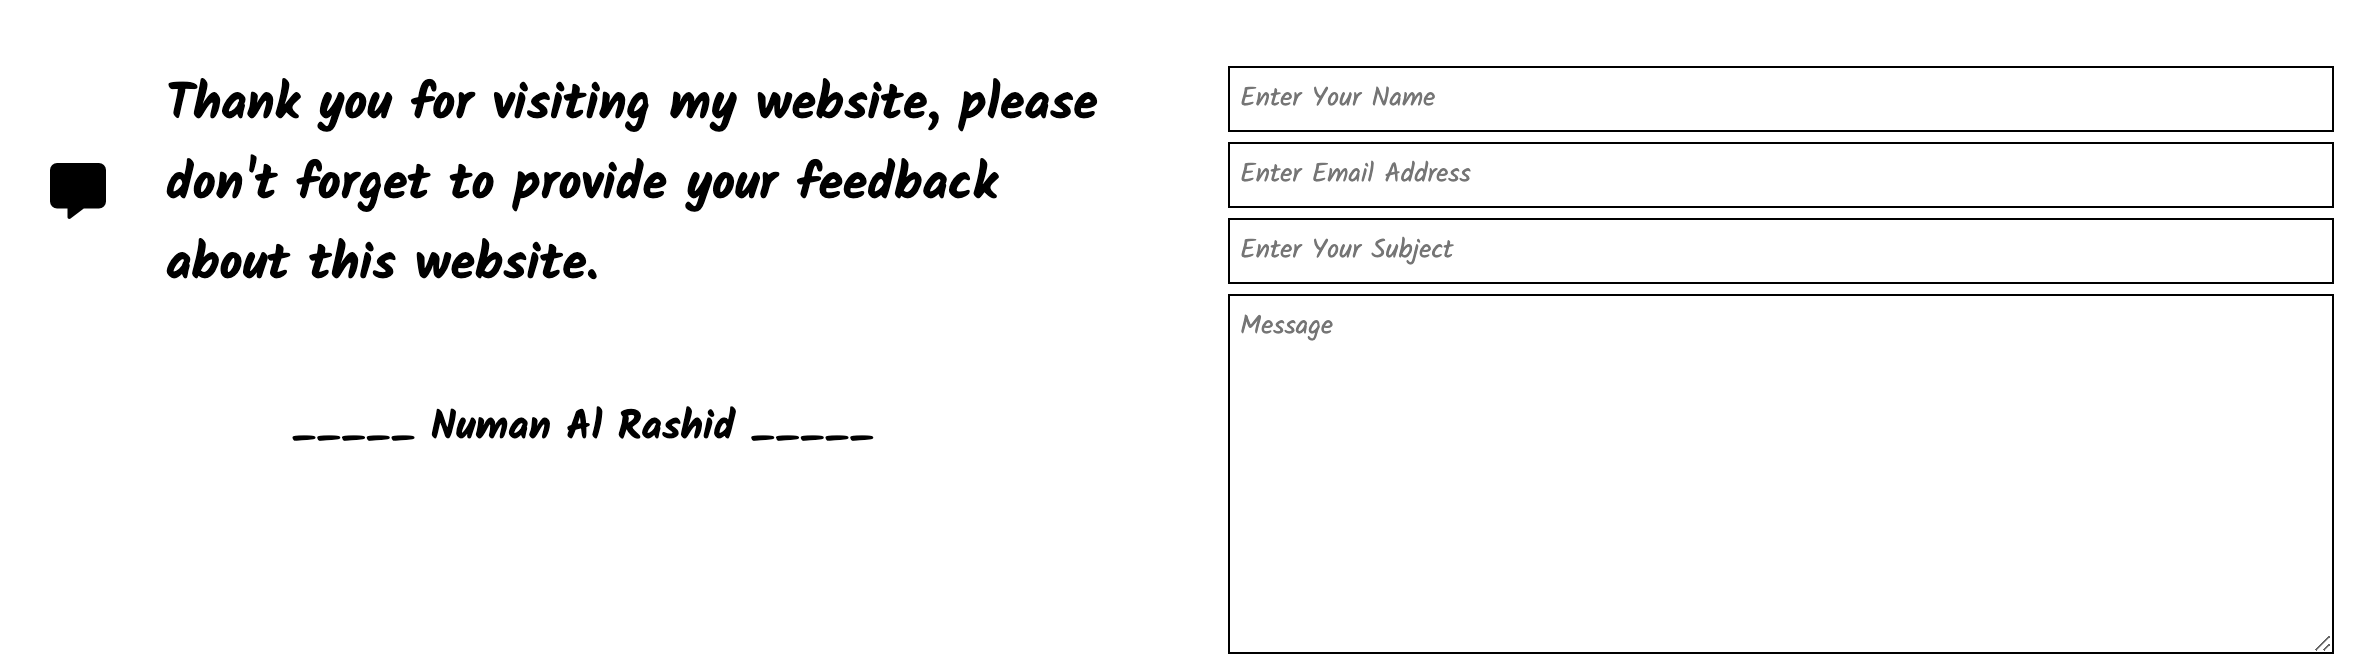 Thank you for visiting my website, please
don't forget to provide your feedback
about this website.
_____ Numan Al Rashid _____
Enter Your Name
Enter Email Address
Enter Your Subject
Message